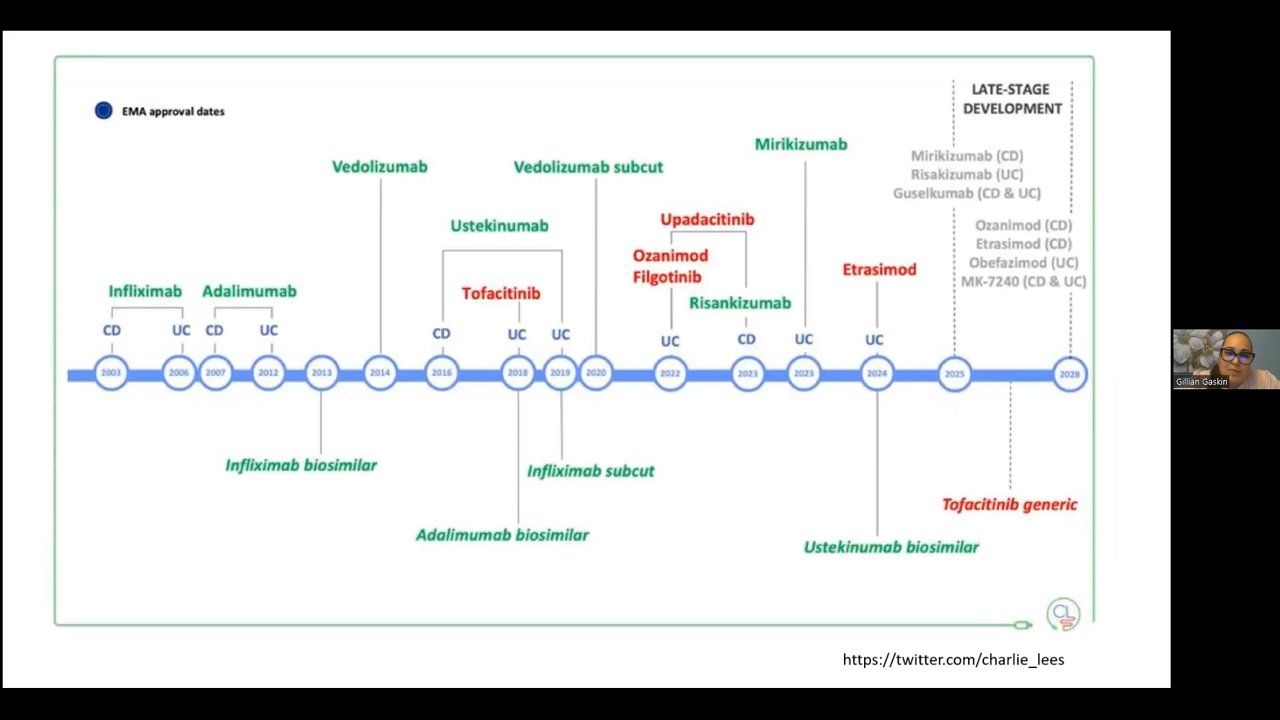 EMA approval dates
LATE-STAGE
DEVELOPMENT
Mirikizumab
Mirikizumab (CD)
Risakizumab (UC)
Guselkumab (CD & UC)
Vedolizumab
Vedolizumab subcut
Ustekinumab
Upadacitinib
Ozanimod (CD)
Etrasimod (CD)
Obefazimod (UC)
MK-7240 (CD & UC)
Ozanimod
Filgotinib
Etrasimod
Infliximab
Adalimumab
Tofacitinib
Risankizumab
CD
UC
CD
UC
CD
UC
UC
UC
CD
UC
UC
2003
2006
2007
2012
2013
2014
2016
2018
2019
2020
2022
2023
2023
2024
2025
2028
Infliximab biosimilar
Infliximab subcut
Tofacitinib generic
Adalimumab biosimilar
Ustekinumab biosimilar
CL
https://twitter.com/charlie_lees
Gillian Gaskin